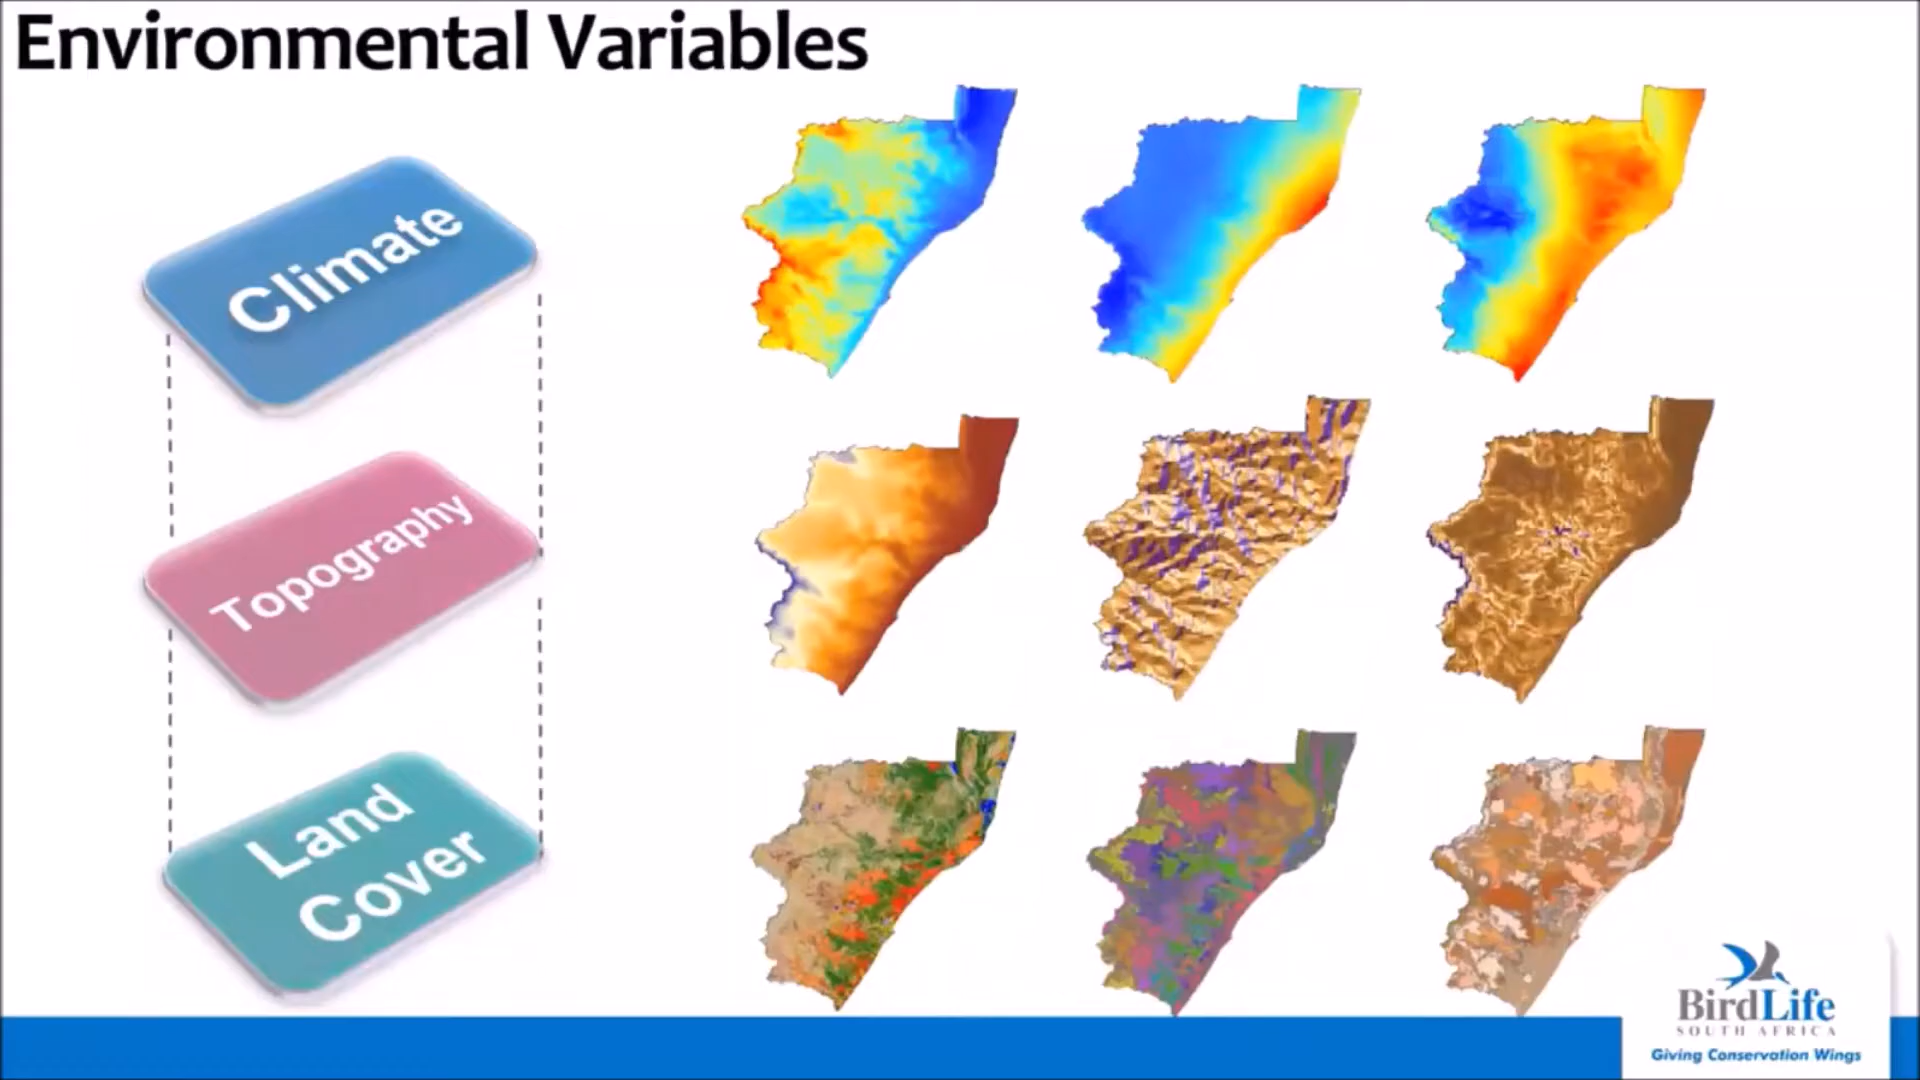 Environmental Variables
Climate
Topography
Land
Cover
BirdLife
SOUTH AFRICA
Giving Conservation Wings